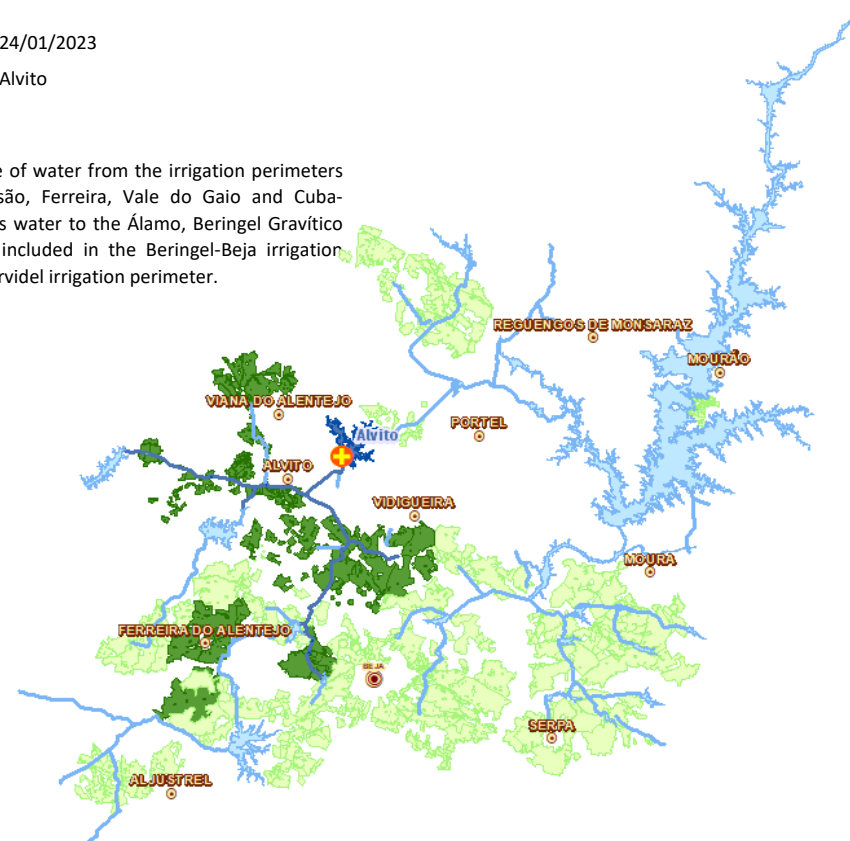 24/01/2023
Alvito
e of water from the irrigation perimeters
são, Ferreira, Vale do Gaio and Cuba-
s water to the Álamo, Beringel Gravítico
included in the Beringel-Beja irrigation
rvidel irrigation perimeter.
REGUENGOS DE MONSARAZ
MOURÃO
VIANA DO ALENTEJO
PORTEL
Alvito
ALVITO
VIDIGUEIRA
MOURA
FERREIRA DO ALENTEJO
BEJA
SERPA
ALJUSTREL